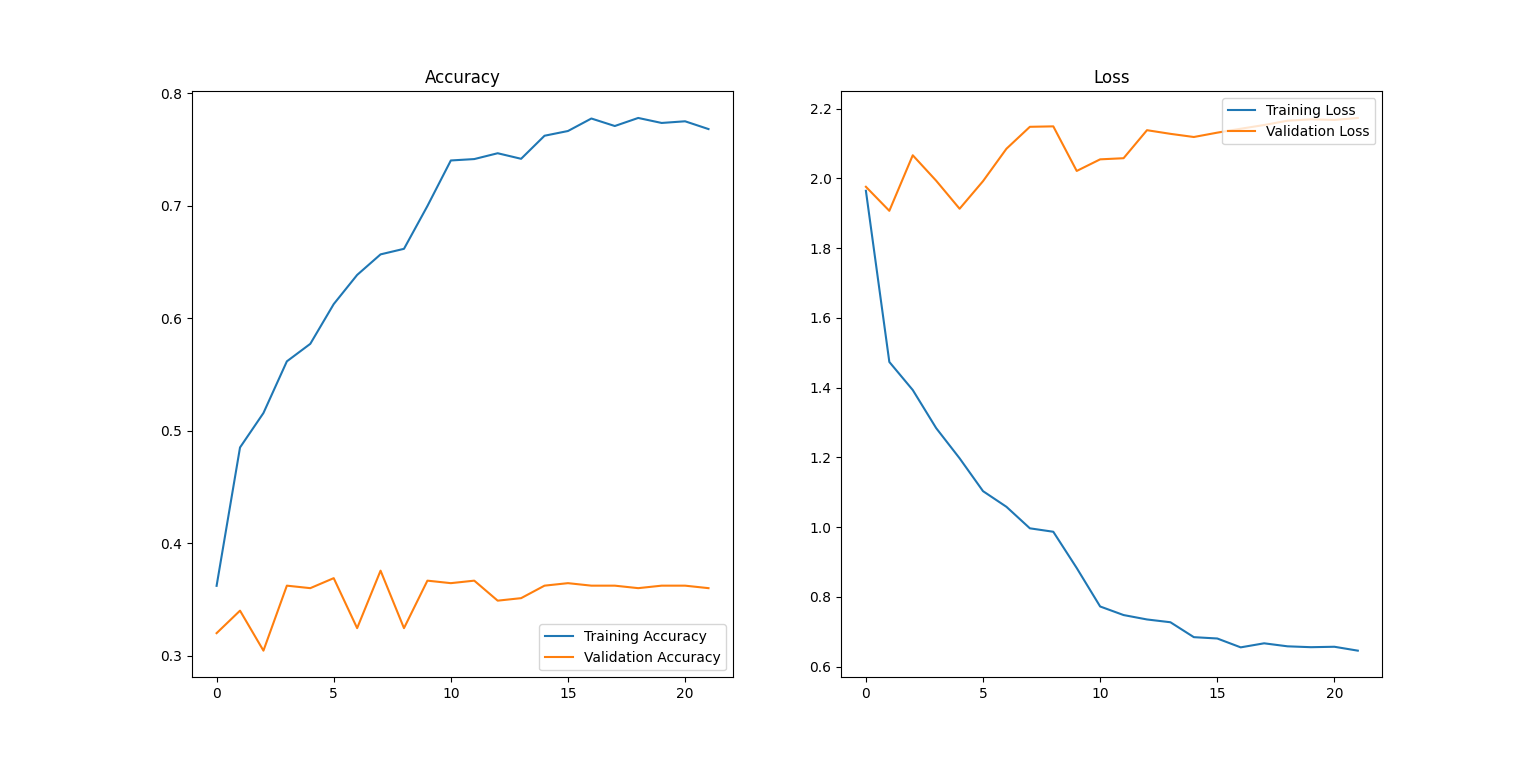 Accuracy
0.8
0.7
0.6
0.5
0.4
0.3
0 5 10 15 20
Training Accuracy
Validation Accuracy
Loss
2.2
2.0
1.8
1.6
1.4
1.2
1.0
0.8
0.6
0 5 10 15 20
Training Loss
Validation Loss